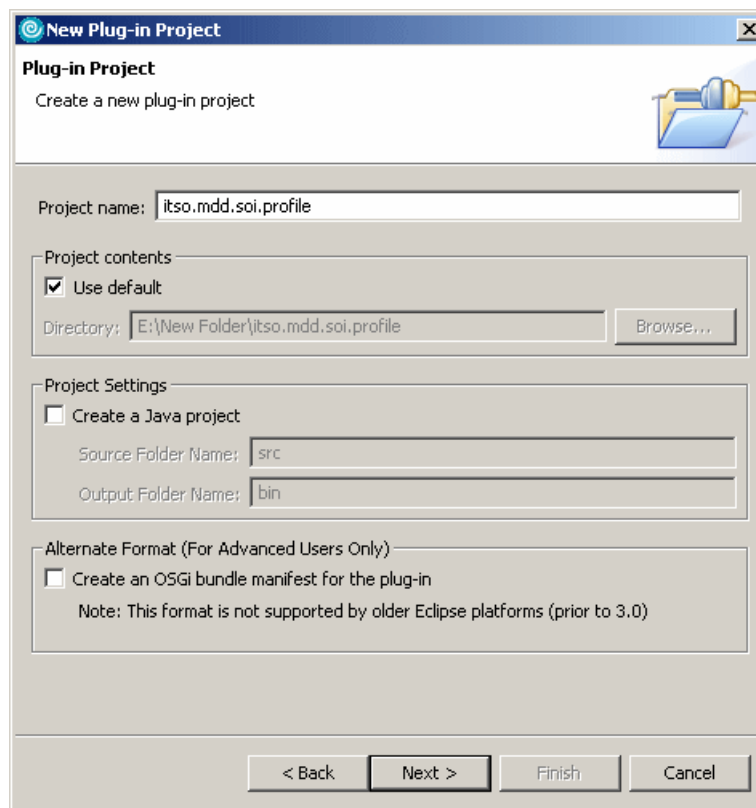 New Plug-in Project
Plug-in Project
Create a new plug-in project
Project name: itso.mdd.soi.profile
Project contents
Use default
Directory: E:\New Folder\itso.mdd.soi.profile Browse...
Project Settings
Create a Java project
Source Folder Name: src
Output Folder Name: bin
Alternate Format (For Advanced Users Only)
Create an OSGi bundle manifest for the plug-in
Note: This format is not supported by older Eclipse platforms (prior to 3.0)
< Back Next > Finish Cancel